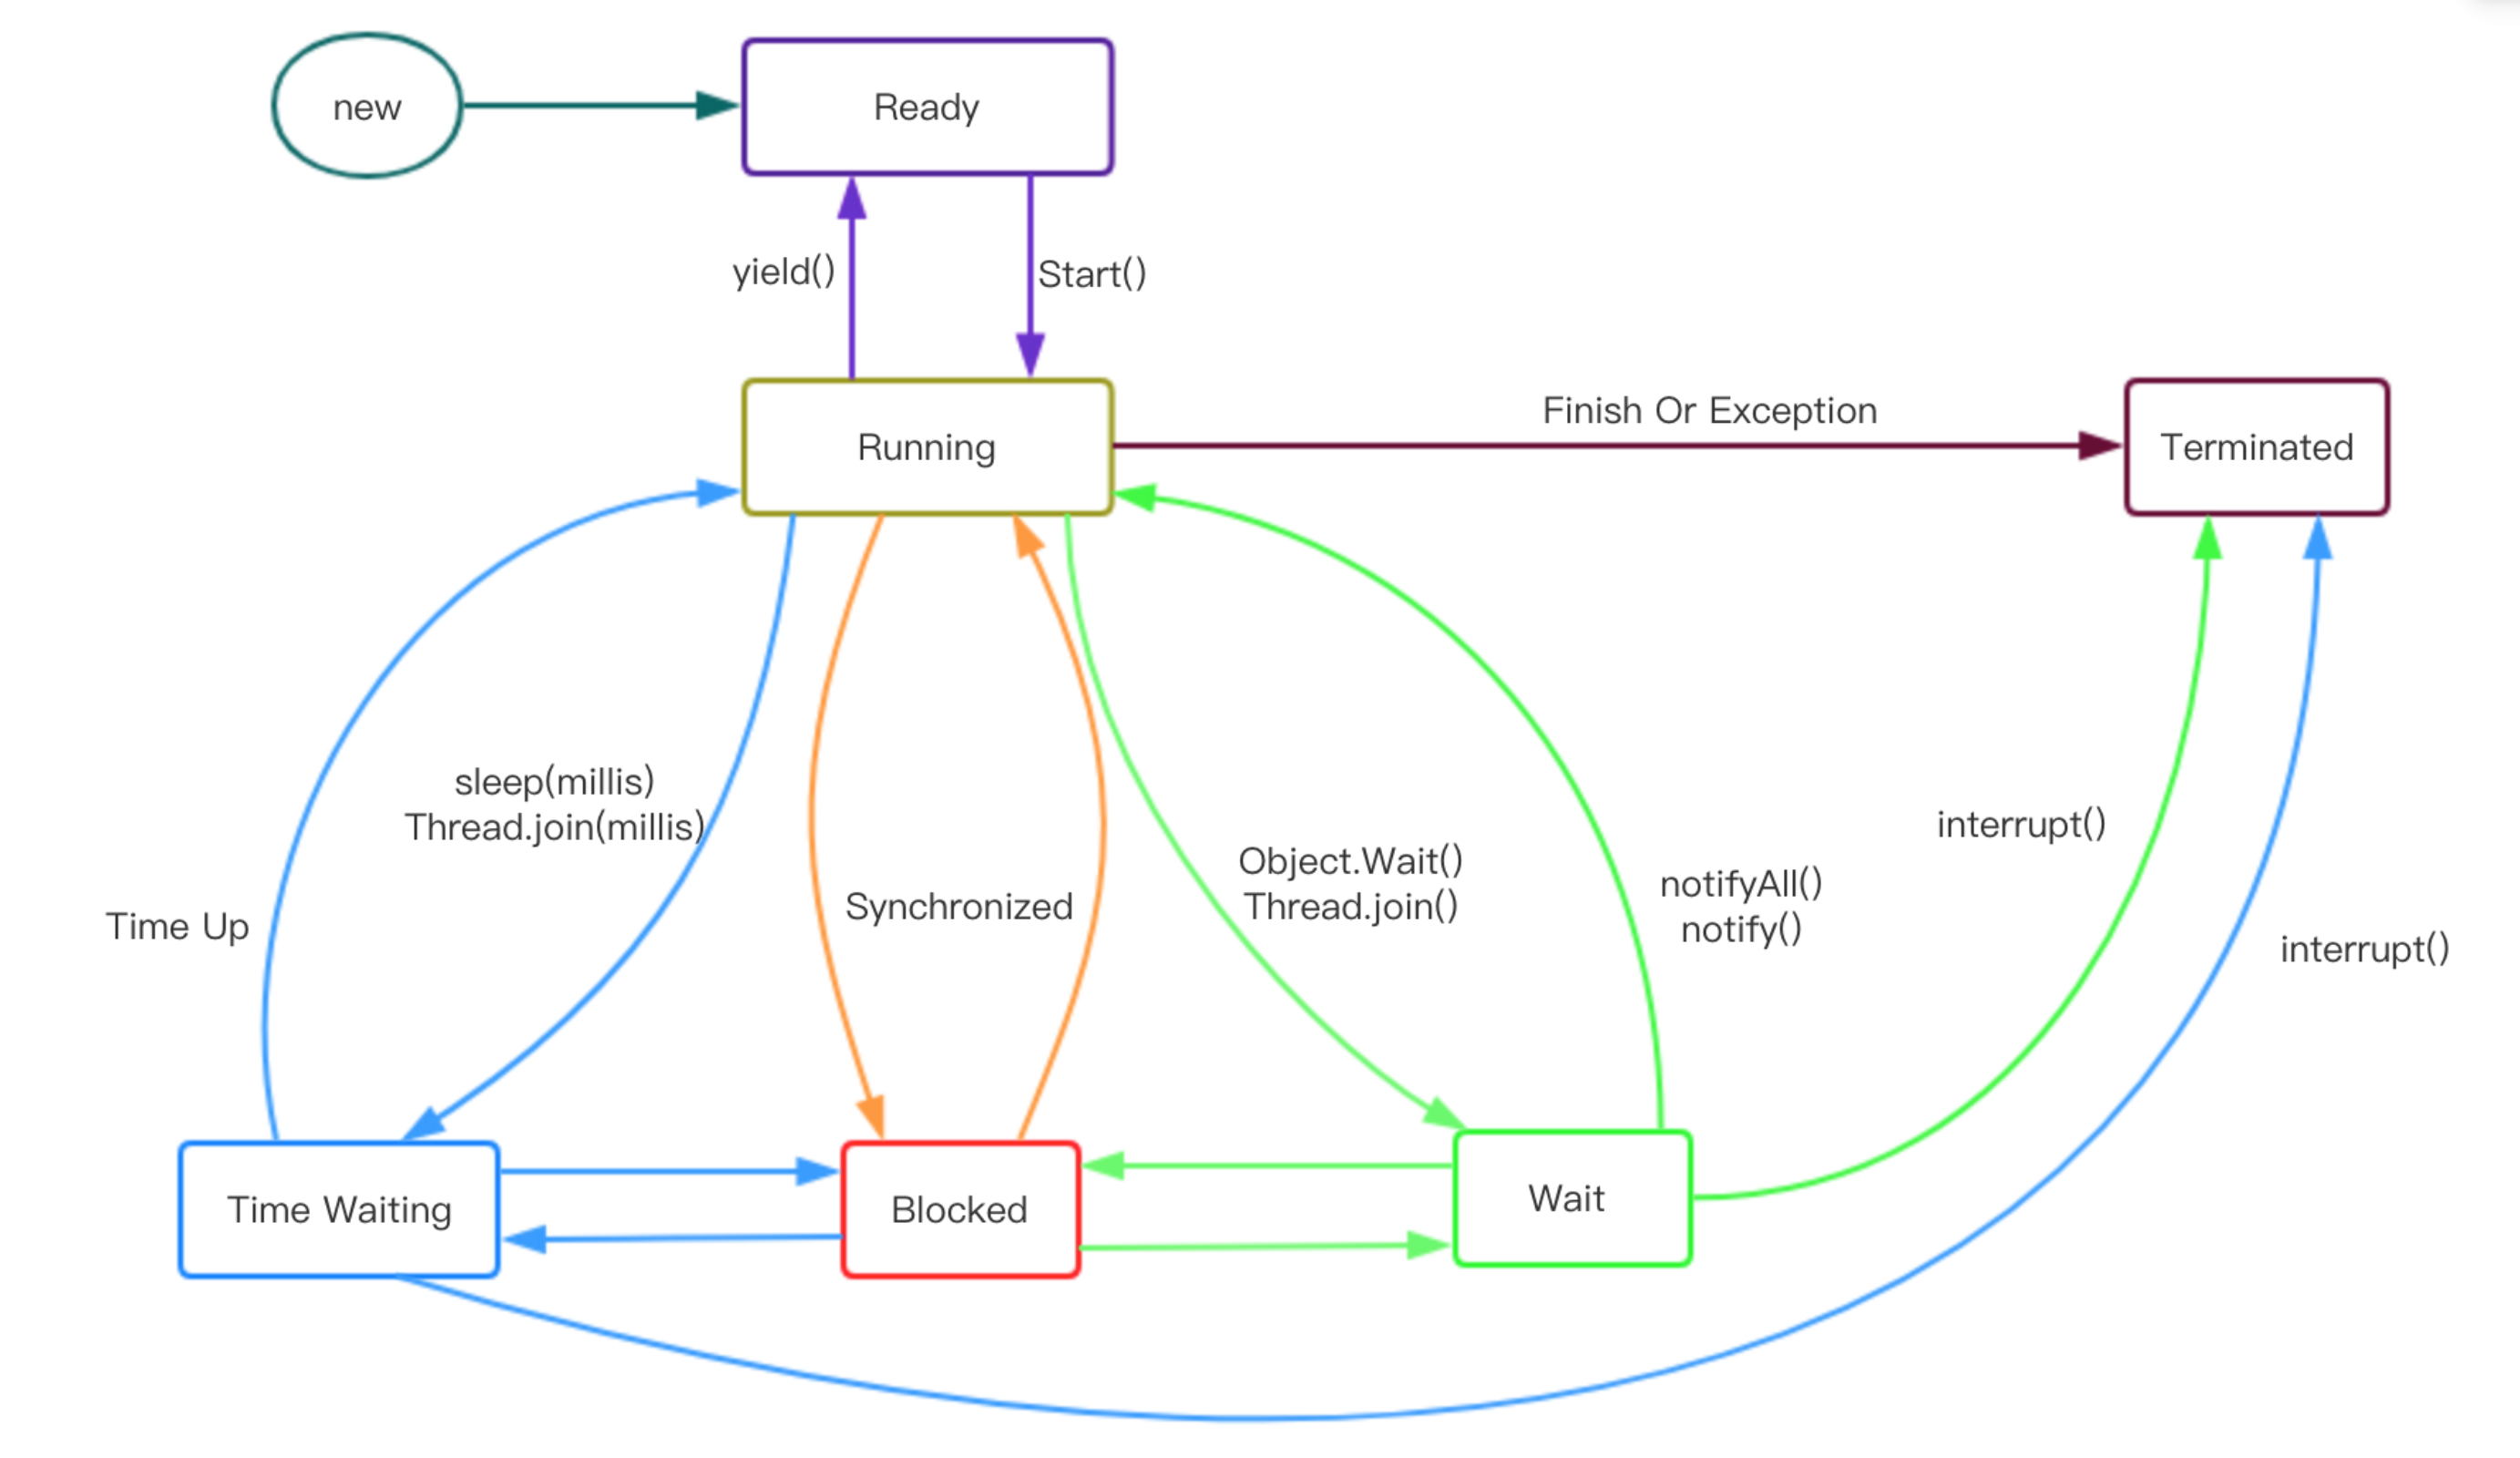 new
Ready
yield()
Start()
Running
Finish Or Exception
Terminated
sleep(millis)
Thread.join(millis)
Time Up
Synchronized
Object.Wait()
Thread.join()
notifyAll()
notify()
interrupt()
interrupt()
Time Waiting
Blocked
Wait